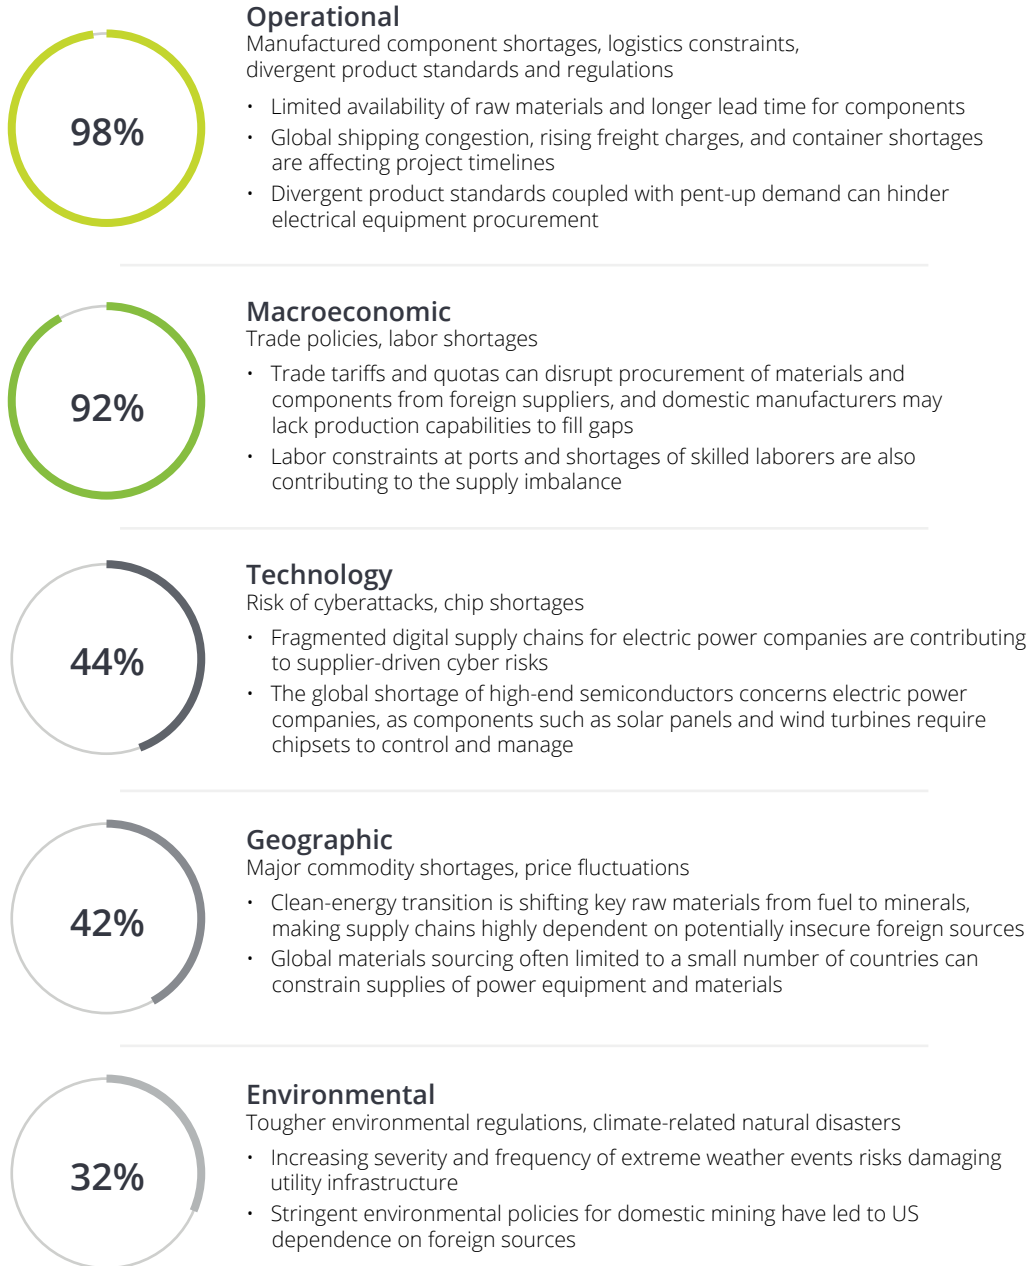 98%
Operational
Manufactured component shortages, logistics constraints,
divergent product standards and regulations
• Limited availability of raw materials and longer lead time for components
• Global shipping congestion, rising freight charges, and container shortages
are affecting project timelines
• Divergent product standards coupled with pent-up demand can hinder
electrical equipment procurement
92%
Macroeconomic
Trade policies, labor shortages
• Trade tariffs and quotas can disrupt procurement of materials and
components from foreign suppliers, and domestic manufacturers may
lack production capabilities to fill gaps
• Labor constraints at ports and shortages of skilled laborers are also
contributing to the supply imbalance
44%
Technology
Risk of cyberattacks, chip shortages
• Fragmented digital supply chains for electric power companies are contributing
to supplier-driven cyber risks
• The global shortage of high-end semiconductors concerns electric power
companies, as components such as solar panels and wind turbines require
chipsets to control and manage
42%
Geographic
Major commodity shortages, price fluctuations
• Clean-energy transition is shifting key raw materials from fuel to minerals,
making supply chains highly dependent on potentially insecure foreign sources
• Global materials sourcing often limited to a small number of countries can
constrain supplies of power equipment and materials
32%
Environmental
Tougher environmental regulations, climate-related natural disasters
• Increasing severity and frequency of extreme weather events risks damaging
utility infrastructure
• Stringent environmental policies for domestic mining have led to US
dependence on foreign sources